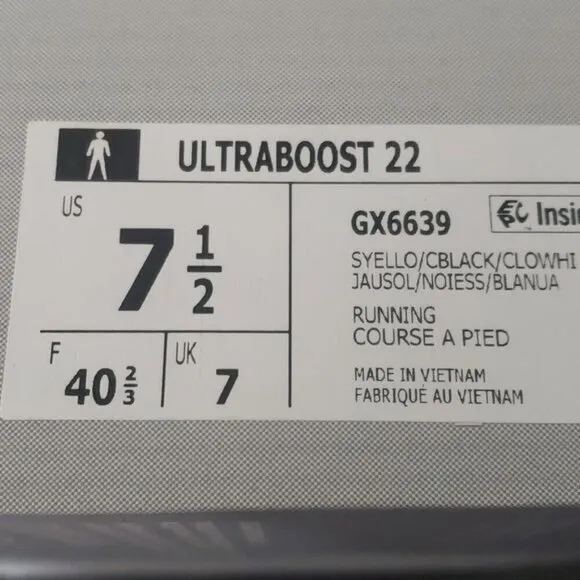 ULTRABOOST 22
US
7 1/2
F
40 2/3
UK
7
GX6639
SYELLO/CBLACK/CLOWHI
JAUSOL/NOIESS/BLANUA
RUNNING
COURSE A PIED
MADE IN VIETNAM
FABRIQUÉ AU VIETNAM